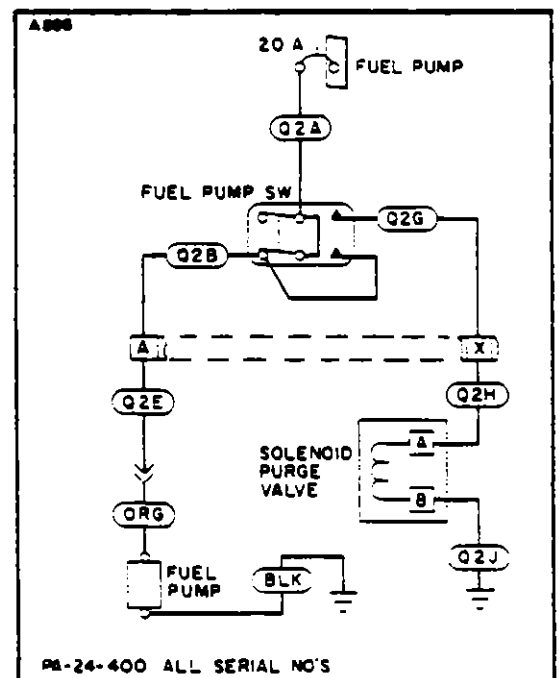 20 A
FUEL PUMP
Q2A
FUEL PUMP SW
Q2G
Q2B
A
X
Q2E
Q2H
A
SOLENOID
PURGE
VALVE
B
ORG
Q2J
FUEL
PUMP
BLK
PA-24-400 ALL SERIAL NO'S